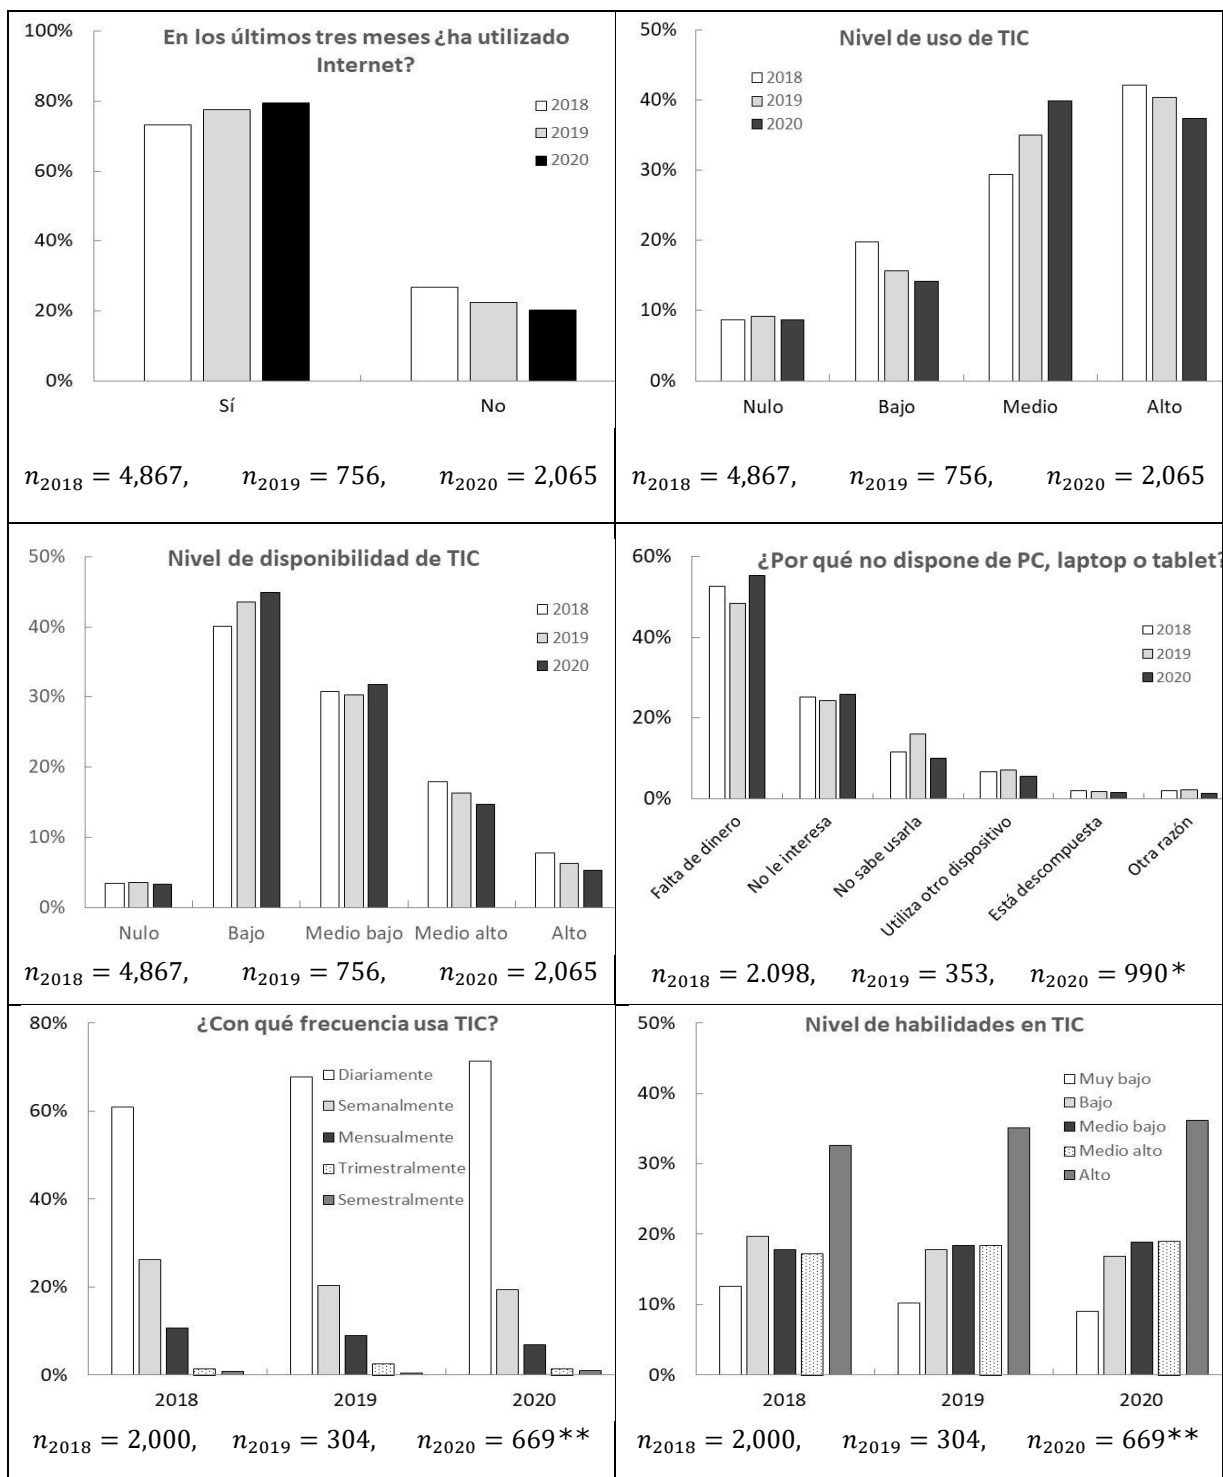 En los últimos tres meses ¿ha utilizado
Internet?
100%
80%
60%
40%
20%
0%
2018
2019
2020
Sí
No
n2018 = 4,867, n2019 = 756, n2020 = 2,065
Nivel de uso de TIC
50%
40%
30%
20%
10%
0%
2018
2019
2020
Nulo
Bajo
Medio
Alto
n2018 = 4,867, n2019 = 756, n2020 = 2,065
Nivel de disponibilidad de TIC
50%
40%
30%
20%
10%
0%
2018
2019
2020
Nulo
Bajo
Medio bajo
Medio alto
Alto
n2018 = 4,867, n2019 = 756, n2020 = 2,065
¿Por qué no dispone de PC, laptop o tablet?
60%
40%
20%
0%
2018
2019
2020
Falta de dinero
No le interesa
No sabe usarla
Utiliza otro dispositivo
Está descompuesta
Otra razón
n2018 = 2.098, n2019 = 353, n2020 = 990*
¿Con qué frecuencia usa TIC?
80%
60%
40%
20%
0%
Diariamente
Semanalmente
Mensualmente
Trimestralmente
Semestralmente
2018
2019
2020
n2018 = 2,000, n2019 = 304, n2020 = 669**
Nivel de habilidades en TIC
50%
40%
30%
20%
10%
0%
Muy bajo
Bajo
Medio bajo
Medio alto
Alto
2018
2019
2020
n2018 = 2,000, n2019 = 304, n2020 = 669**